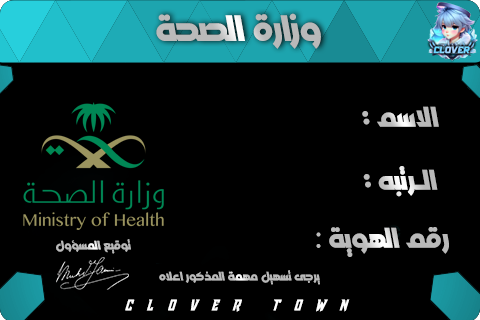 وزارة الصحة
CLOVER
الاسم :
الرتبه :
رقم الهوية :
وزارة الصحة
Ministry of Health
توقيع المسؤول
يرجى تسهيل مهمة المذكور اعلاه
CLOVER TOWN